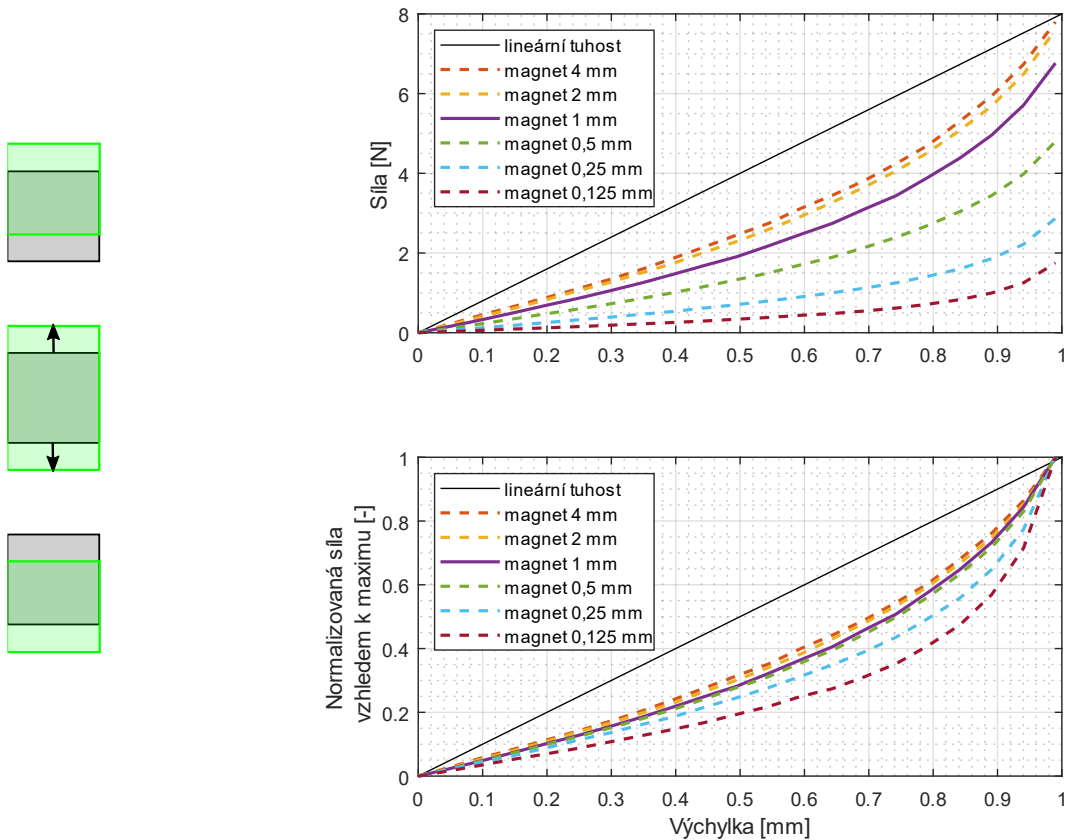 Síla [N]
8
6
4
2
0
lineární tuhost
magnet 4 mm
magnet 2 mm
magnet 1 mm
magnet 0,5 mm
magnet 0,25 mm
magnet 0,125 mm
0 0.1 0.2 0.3 0.4 0.5 0.6 0.7 0.8 0.9 1
Normalizovaná síla
vzhledem k maximu [-]
1
0.8
0.6
0.4
0.2
0
lineární tuhost
magnet 4 mm
magnet 2 mm
magnet 1 mm
magnet 0,5 mm
magnet 0,25 mm
magnet 0,125 mm
0 0.1 0.2 0.3 0.4 0.5 0.6 0.7 0.8 0.9 1
Výchylka [mm]